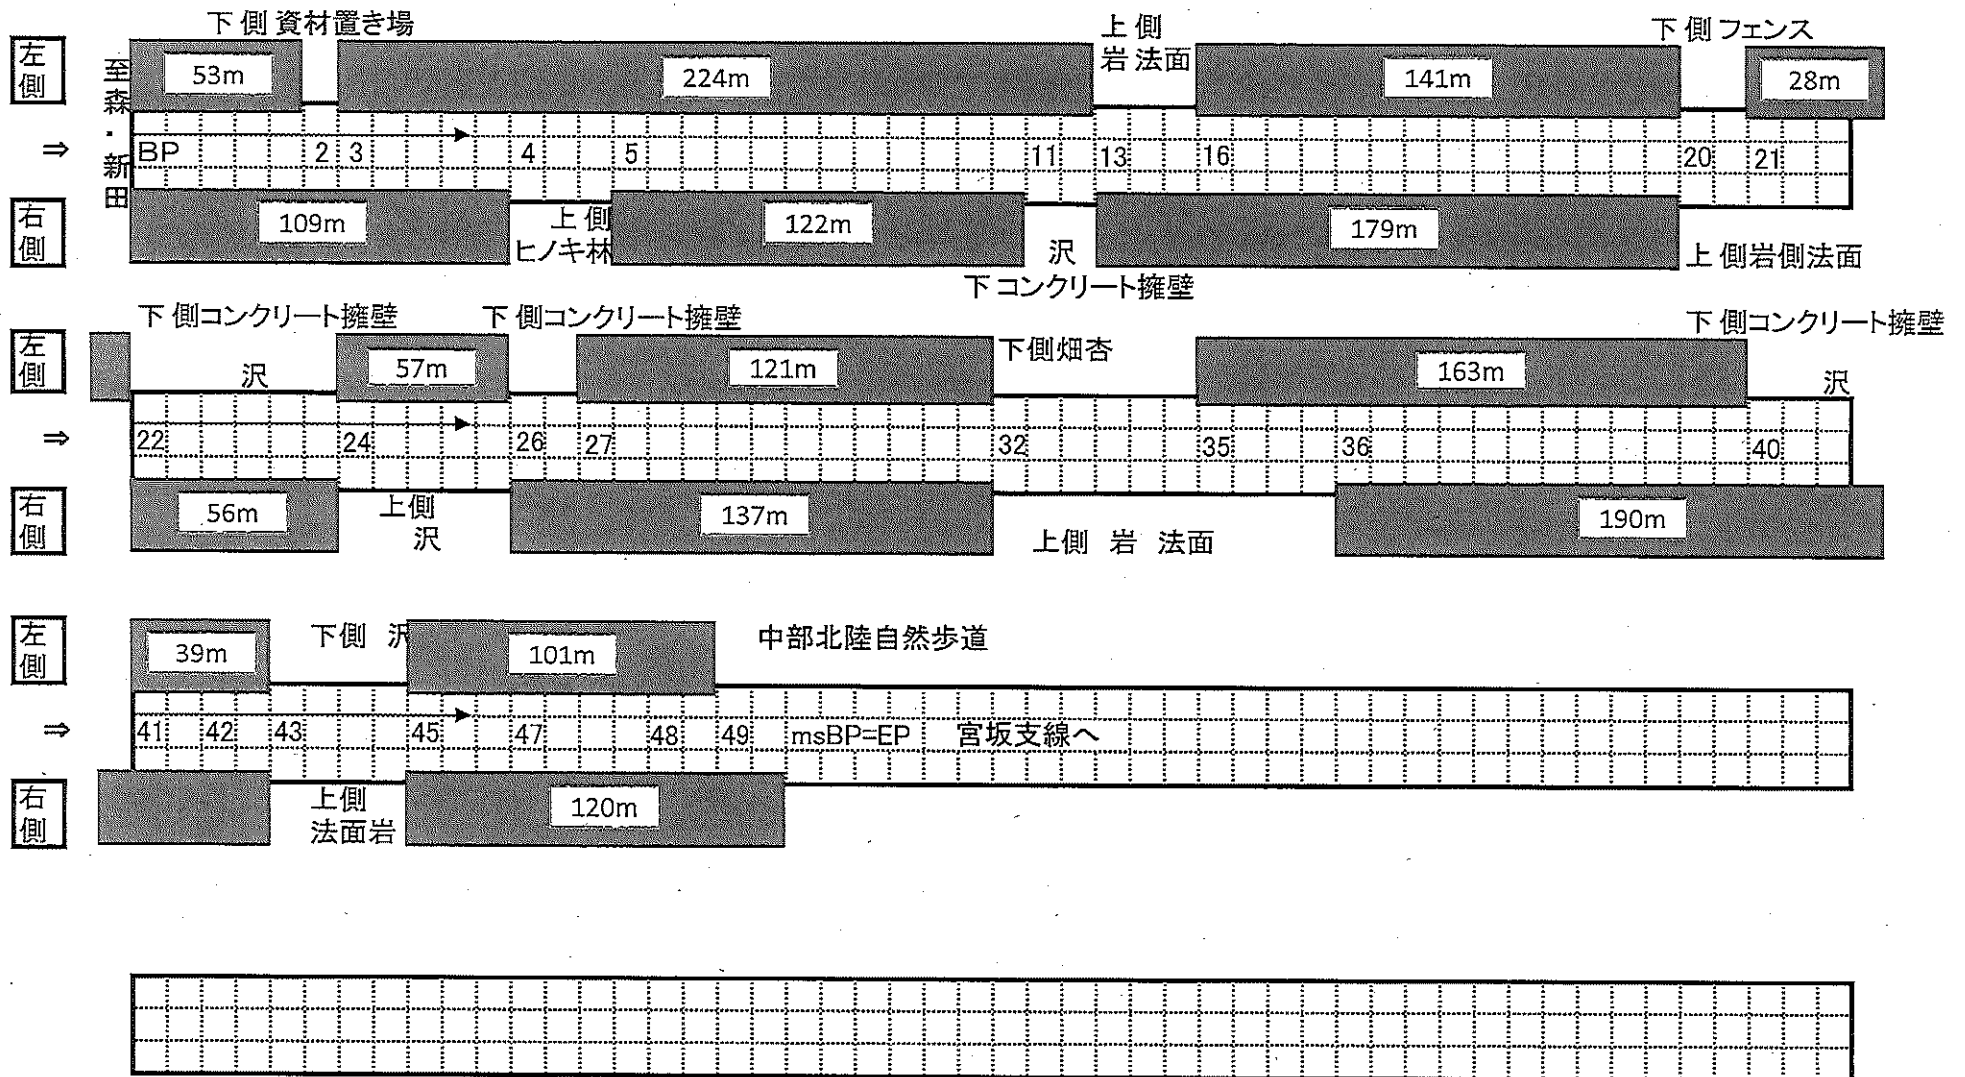 下側資材置き場
上側
岩法面
下側フェンス
左側
至森・新田
53m
224m
141m
28m
⇒
BP
2
3
4
5
11
13
16
20
21
右側
109m
上側
ヒノキ林
122m
沢
下コンクリート擁壁
179m
上側岩側法面
下側コンクリート擁壁
下側コンクリート擁壁
下側コンクリート擁壁
左側
沢
57m
121m
下側畑杏
163m
沢
⇒
22
24
26
27
32
35
36
40
右側
56m
上側
沢
137m
上側 岩 法面
190m
左側
39m
下側 沢
101m
中部北陸自然歩道
⇒
41
42
43
45
47
48
49
msBP=EP
宮坂支線へ
右側
上側
法面岩
120m